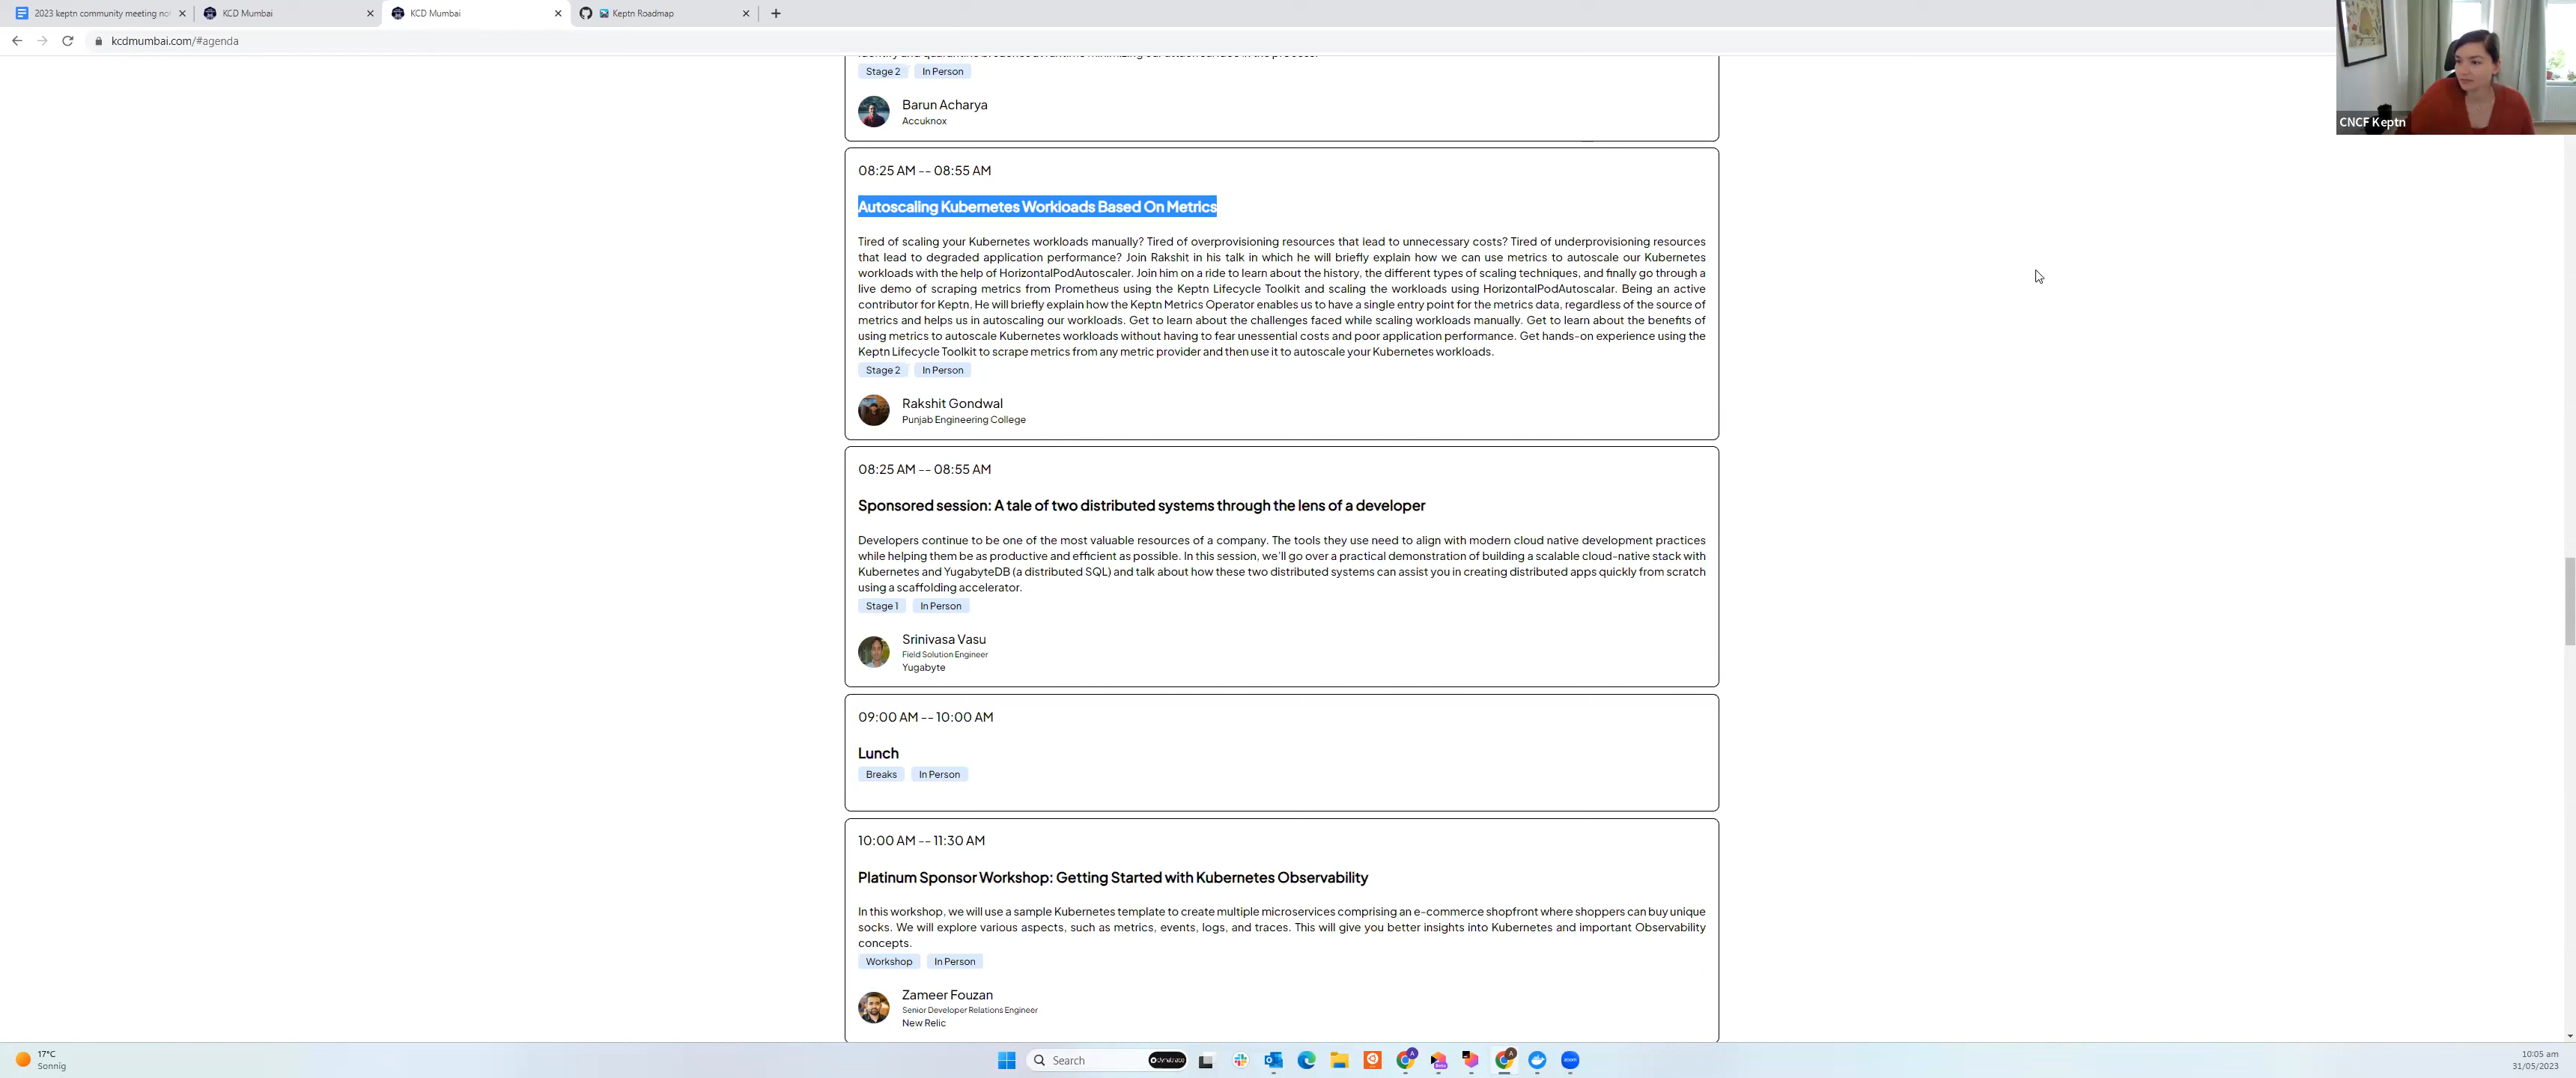 2023 keptn community meeting no
KCD Mumbai
KCD Mumbai
Keptn Roadmap
kcdmumbai.com/#agenda
Stage 2
In Person
Barun Acharya
Accuknox
08:25 AM -- 08:55 AM
Autoscaling Kubernetes Workloads Based On Metrics
Tired of scaling your Kubernetes workloads manually? Tired of overprovisioning resources that lead to unnecessary costs? Tired of underprovisioning resources
that lead to degraded application performance? Join Rakshit in his talk in which he will briefly explain how we can use metrics to autoscale our Kubernetes
workloads with the help of HorizontalPodAutoscaler. Join him on a ride to learn about the history, the different types of scaling techniques, and finally go through a
live demo of scraping metrics from Prometheus using the Keptn Lifecycle Toolkit and scaling the workloads using HorizontalPodAutoscalar. Being an active
contributor for Keptn, He will briefly explain how the Keptn Metrics Operator enables us to have a single entry point for the metrics data, regardless of the source of
metrics and helps us in autoscaling our workloads. Get to learn about the challenges faced while scaling workloads manually. Get to learn about the benefits of
using metrics to autoscale Kubernetes workloads without having to fear unessential costs and poor application performance. Get hands-on experience using the
Keptn Lifecycle Toolkit to scrape metrics from any metric provider and then use it to autoscale your Kubernetes workloads.
Stage 2
In Person
Rakshit Gondwal
Punjab Engineering College
08:25 AM -- 08:55 AM
Sponsored session: A tale of two distributed systems through the lens of a developer
Developers continue to be one of the most valuable resources of a company. The tools they use need to align with modern cloud native development practices
while helping them be as productive and efficient as possible. In this session, we'll go over a practical demonstration of building a scalable cloud-native stack with
Kubernetes and YugabyteDB (a distributed SQL) and talk about how these two distributed systems can assist you in creating distributed apps quickly from scratch
using a scaffolding accelerator.
Stage 1
In Person
Srinivasa Vasu
Field Solution Engineer
Yugabyte
09:00 AM -- 10:00 AM
Lunch
Breaks
In Person
10:00 AM -- 11:30 AM
Platinum Sponsor Workshop: Getting Started with Kubernetes Observability
In this workshop, we will use a sample Kubernetes template to create multiple microservices comprising an e-commerce shopfront where shoppers can buy unique
socks. We will explore various aspects, such as metrics, events, logs, and traces. This will give you better insights into Kubernetes and important Observability
concepts.
Workshop
In Person
Zameer Fouzan
Senior Developer Relations Engineer
New Relic
CNCF Keptn
17°C
Sonnig
Search
dynatrace
zoom
10:05 am
31/05/2023